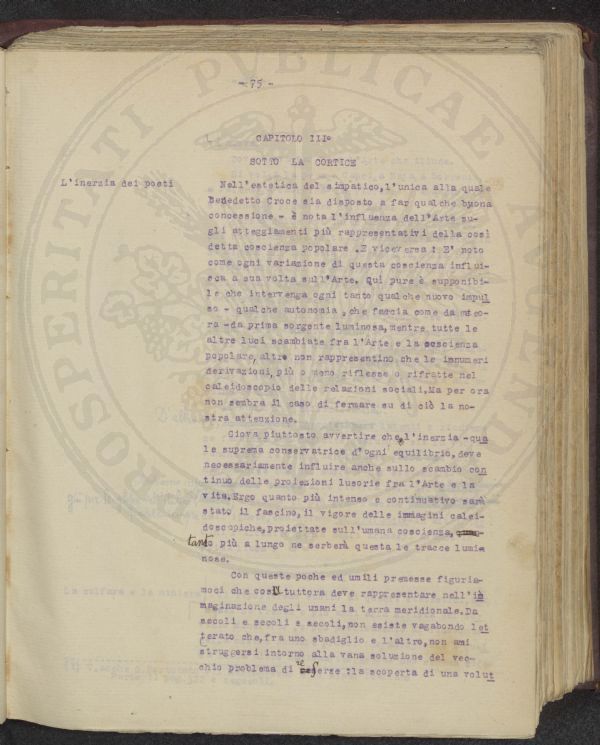 - 75 -
CAPITOLO III°
SOTTO LA CORTICE
L'inerzia dei posti
Nell'estetica del simpatico,l'unica alla quale
Benedetto Croce sia disposto a far qualche buona
concessione - è nota l'influenza dell'Arte su-
gli atteggiamenti più rappresentativi della così
detta coscienza popolare .E viceversa: E' noto
come ogni variazione di questa coscienza influi-
sca a sua volta sull'Arte. Qui pure è supponibi-
le che intervenga ogni tanto qualche nuovo impul
so - qualche autonomia ,che faccia come da meteo-
ra -da prima sorgente luminosa,mentre tutte le
altre luci scambiate fra l'Arte e la coscienza
popolare, altro non rappresentino che le innumeri
derivazioni,più o meno riflesse o rifratte nel
caleidoscopio delle relazioni sociali.Ma per ora
non sembra il caso di fermare su di ciò la no-
stra attenzione.
Giova piuttosto avvertire che l'inerzia -qua
le suprema conservatrice d'ogni equilibrio,deve
necessariamente influire anche sullo scambio con
tinuo delle proiezioni lusorie fra l'Arte e la
vita.Ergo quanto più intenso e continuativo sarà
stato il fascino,il vigore delle immagini calei-
doscopiche,proiettate sull'umana coscienza,
tanto più a lungo ne serberà questa le tracce lumi=
nose.
Con queste poche ed umili premesse figuria-
moci che cosa tuttora deve rappresentare nell'im
maginazione degli umani la terra meridionale.Da
secoli e secoli e secoli,non esiste vagabondo let
terato che,fra uno sbadiglio e l'altro,non ami
struggersi intorno alla vana soluzione del vec-
chio problema di :la scoperta di una volut
PROSPERITATI PVBLICAE AVGENDAE